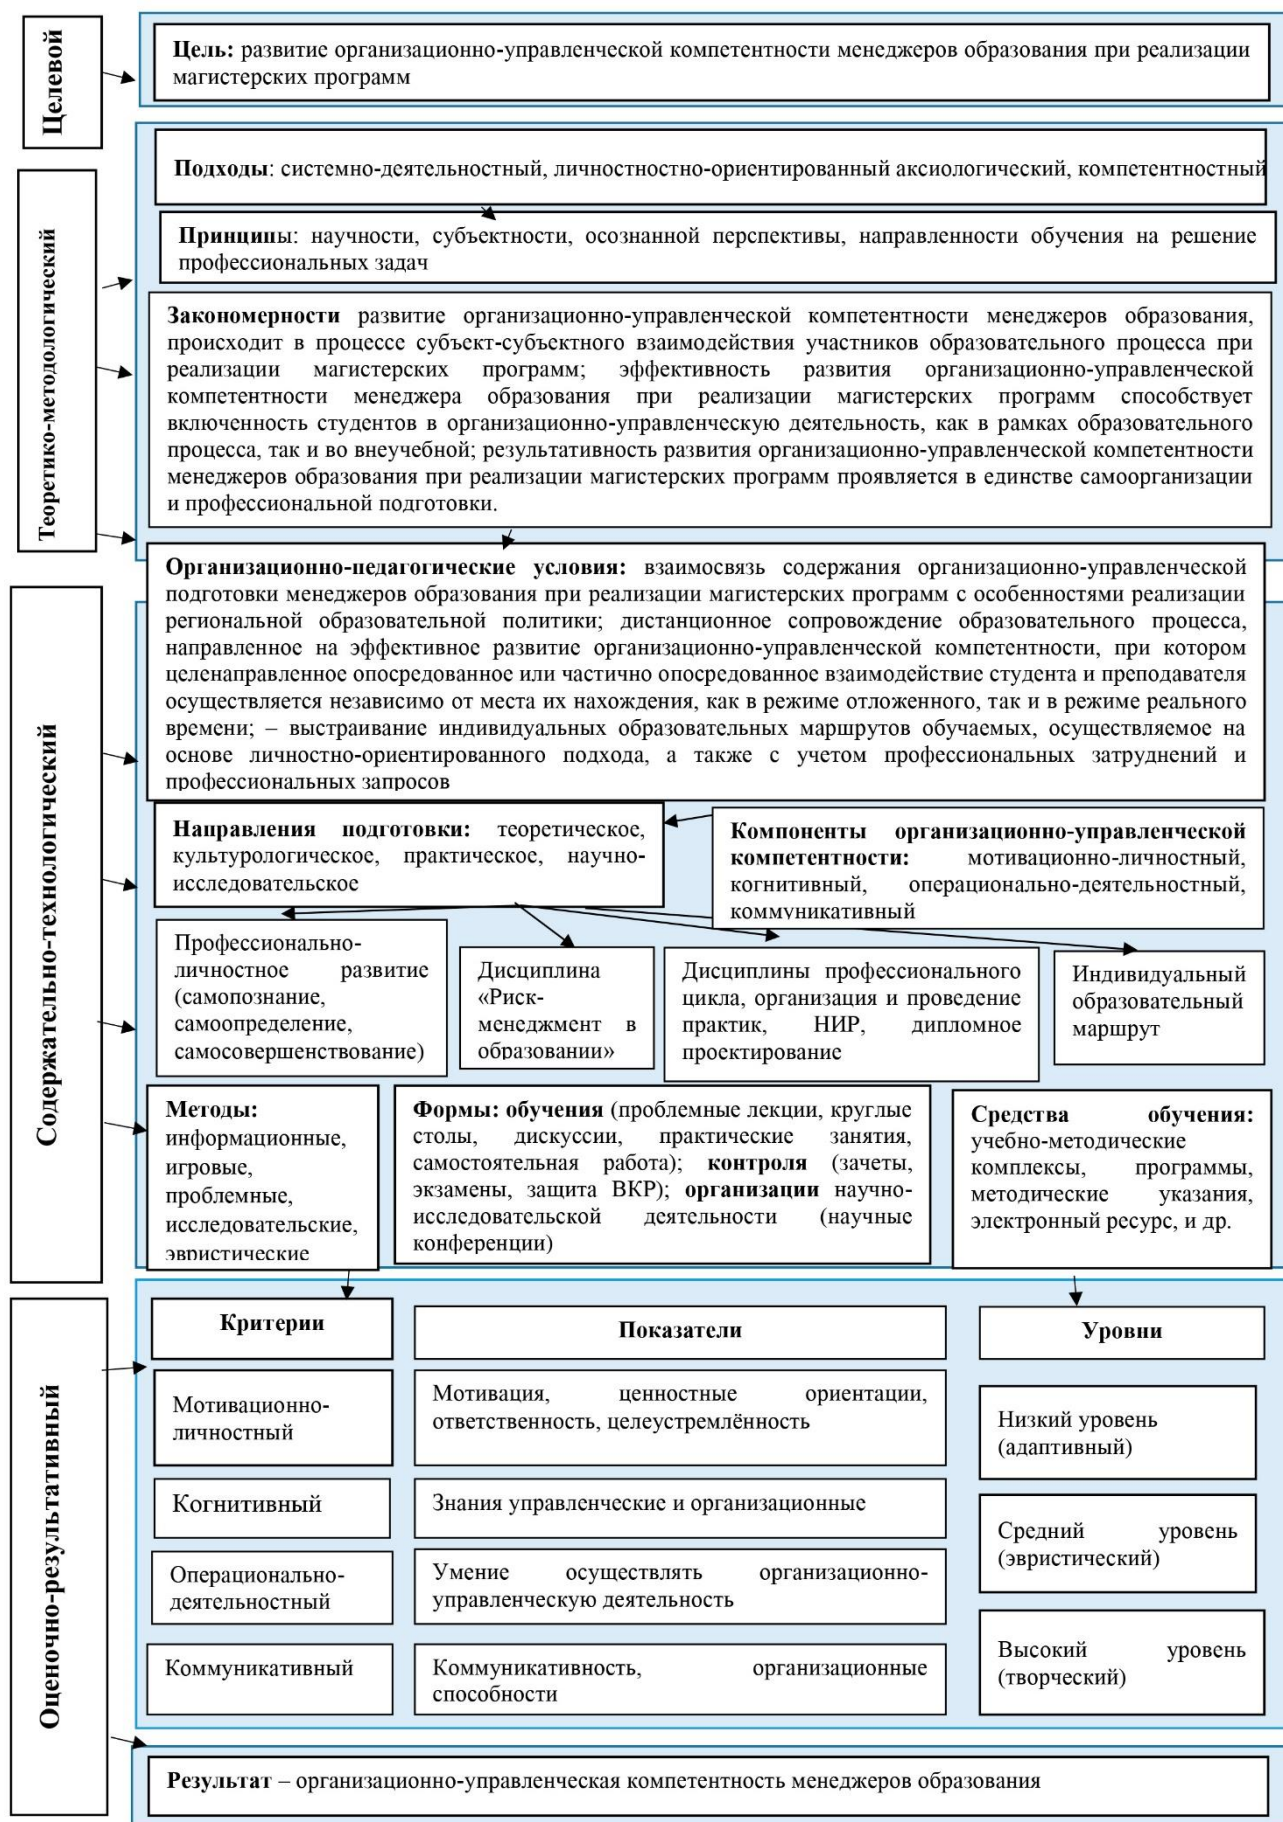 Целевой
Цель: развитие организационно-управленческой компетентности менеджеров образования при реализации
магистерских программ
Теоретико-методологический
Подходы: системно-деятельностный, личностно-ориентированный аксиологический, компетентностный
Принципы: научности, субъектности, осознанной перспективы, направленности обучения на решение
профессиональных задач
Закономерности развитие организационно-управленческой компетентности менеджеров образования,
происходит в процессе субъект-субъектного взаимодействия участников образовательного процесса при
реализации магистерских программ; эффективность развития организационно-управленческой
компетентности менеджера образования при реализации магистерских программ способствует
включенность студентов в организационно-управленческую деятельность, как в рамках образовательного
процесса, так и во внеучебной; результативность развития организационно-управленческой компетентности
менеджеров образования при реализации магистерских программ проявляется в единстве самоорганизации
и профессиональной подготовки.
Содержательно-технологический
Организационно-педагогические условия: взаимосвязь содержания организационно-управленческой
подготовки менеджеров образования при реализации магистерских программ с особенностями реализации
региональной образовательной политики; дистанционное сопровождение образовательного процесса,
направленное на эффективное развитие организационно-управленческой компетентности, при котором
целенаправленное опосредованное или частично опосредованное взаимодействие студента и преподавателя
осуществляется независимо от места их нахождения, как в режиме отложенного, так и в режиме реального
времени; – выстраивание индивидуальных образовательных маршрутов обучаемых, осуществляемое на
основе личностно-ориентированного подхода, а также с учетом профессиональных затруднений и
профессиональных запросов
Направления подготовки: теоретическое,
культурологическое, практическое, научно-
исследовательское
Компоненты организационно-управленческой
компетентности: мотивационно-личностный,
когнитивный, операционально-деятельностный,
коммуникативный
Профессионально-
личностное развитие
(самопознание,
самоопределение,
самосовершенствование)
Дисциплина
«Риск-
менеджмент в
образовании»
Дисциплины профессионального
цикла, организация и проведение
практик, НИР, дипломное
проектирование
Индивидуальный
образовательный
маршрут
Методы:
информационные,
игровые,
проблемные,
исследовательские,
эвристические
Формы: обучения (проблемные лекции, круглые
столы, дискуссии, практические занятия,
самостоятельная работа); контроля (зачеты,
экзамены, защита ВКР); организации научно-
исследовательской деятельности (научные
конференции)
Средства обучения:
учебно-методические
комплексы, программы,
методические указания,
электронный ресурс, и др.
Оценочно-результативный
Критерии
Показатели
Уровни
Мотивационно-
личностный
Мотивация, ценностные ориентации,
ответственность, целеустремлённость
Низкий уровень
(адаптивный)
Когнитивный
Знания управленческие и организационные
Средний уровень
(эвристический)
Операционально-
деятельностный
Умение осуществлять организационно-
управленческую деятельность
Высокий уровень
(творческий)
Коммуникативный
Коммуникативность, организационные
способности
Результат – организационно-управленческая компетентность менеджеров образования